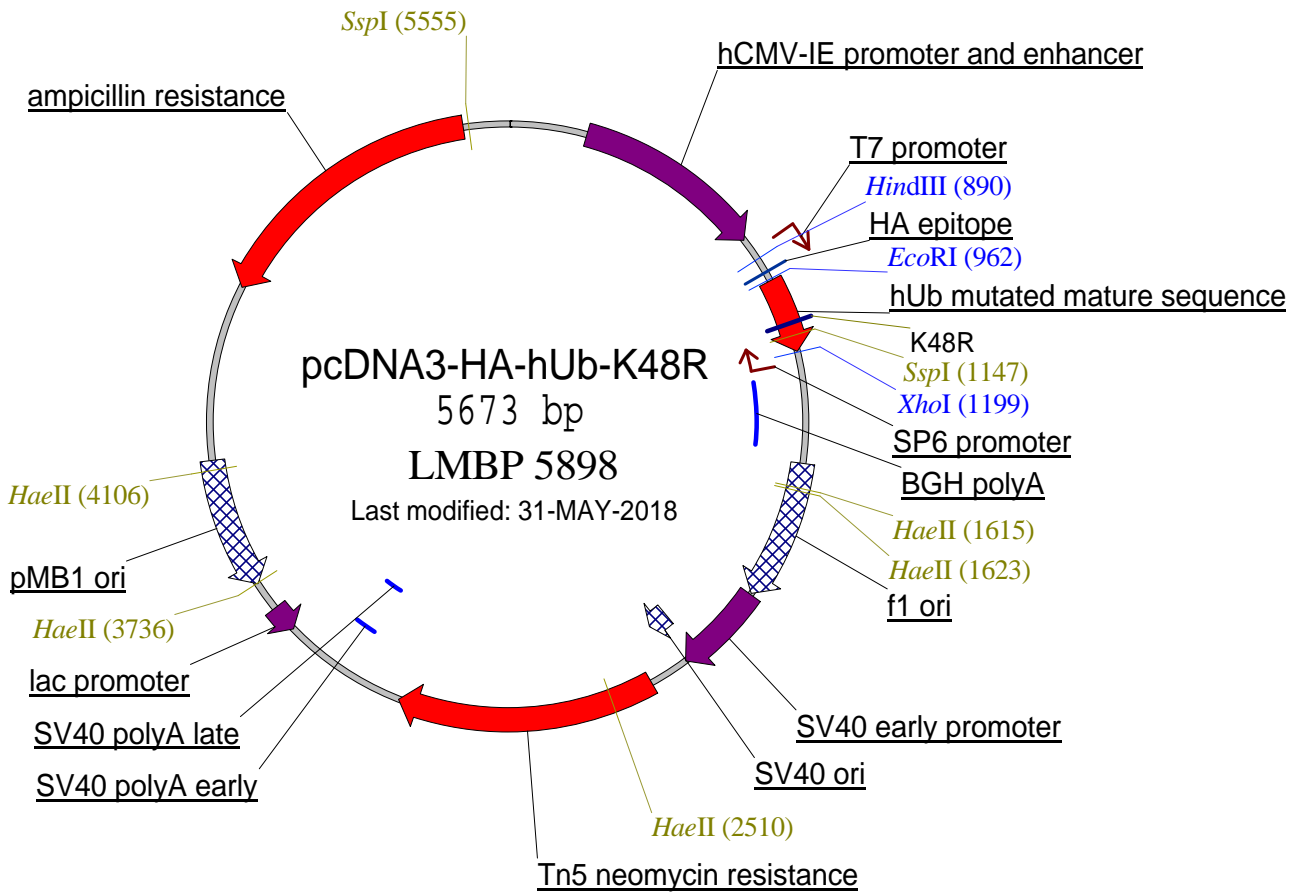 SspI (5555)
hCMV-IE promoter and enhancer
ampicillin resistance
T7 promoter
HindIII (890)
HA epitope
EcoRI (962)
hUb mutated mature sequence
K48R
SspI (1147)
XhoI (1199)
SP6 promoter
BGH polyA
pcDNA3-HA-hUb-K48R
5673 bp
LMBP 5898
Last modified: 31-MAY-2018
HaeII (4106)
HaeII (1615)
HaeII (1623)
f1 ori
pMB1 ori
HaeII (3736)
lac promoter
SV40 polyA late
SV40 polyA early
SV40 early promoter
SV40 ori
HaeII (2510)
Tn5 neomycin resistance